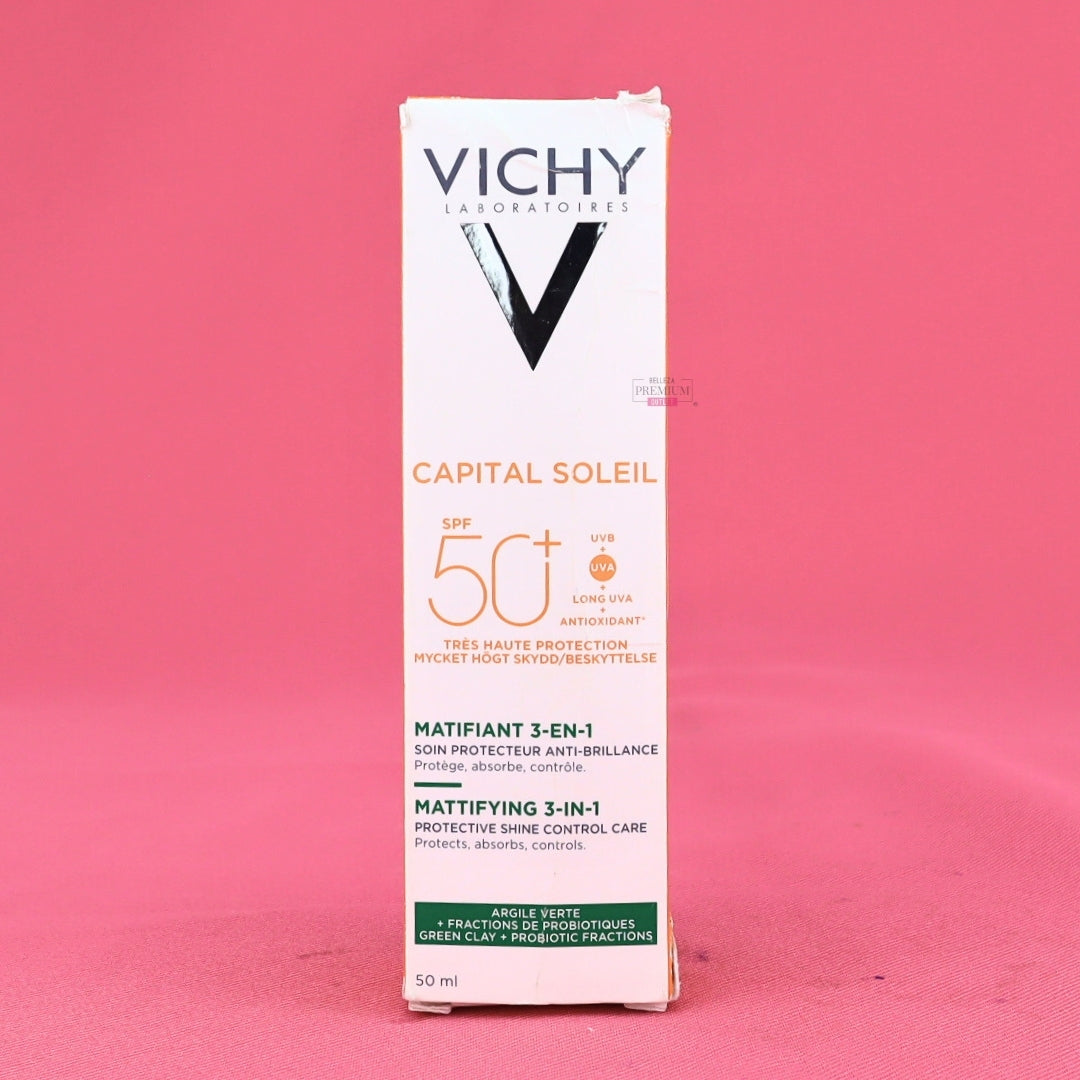 VICHY
LABORATOIRES
BELLEZA
PREMIUM
OUTLET
CAPITAL SOLEIL
SPF
50+
UVB
+
UVA
+
LONG UVA
+
ANTIOXIDANT*
TRÈS HAUTE PROTECTION
MYCKET HÖGT SKYDD/BESKYTTELSE
MATIFIANT 3-EN-1
SOIN PROTECTEUR ANTI-BRILLANCE
Protège, absorbe, contrôle.
MATTIFYING 3-IN-1
PROTECTIVE SHINE CONTROL CARE
Protects, absorbs, controls.
ARGILE VERTE
+ FRACTIONS DE PROBIOTIQUES
GREEN CLAY + PROBIOTIC FRACTIONS
50 ml